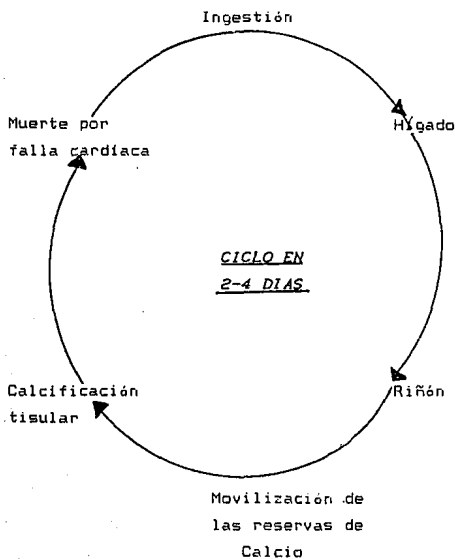 Ingestión
Hígado
Muerte por
falla cardíaca
CICLO EN
2-4 DIAS
Calcificación
tisular
Riñón
Movilización de
las reservas de
Calcio